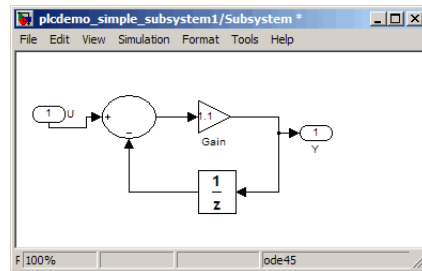 plcdemo_simple_subsystem1/Subsystem *
File Edit View Simulation Format Tools Help
1 U
+
−
1.1
Gain
1
Y
1
z
F 100% ode45